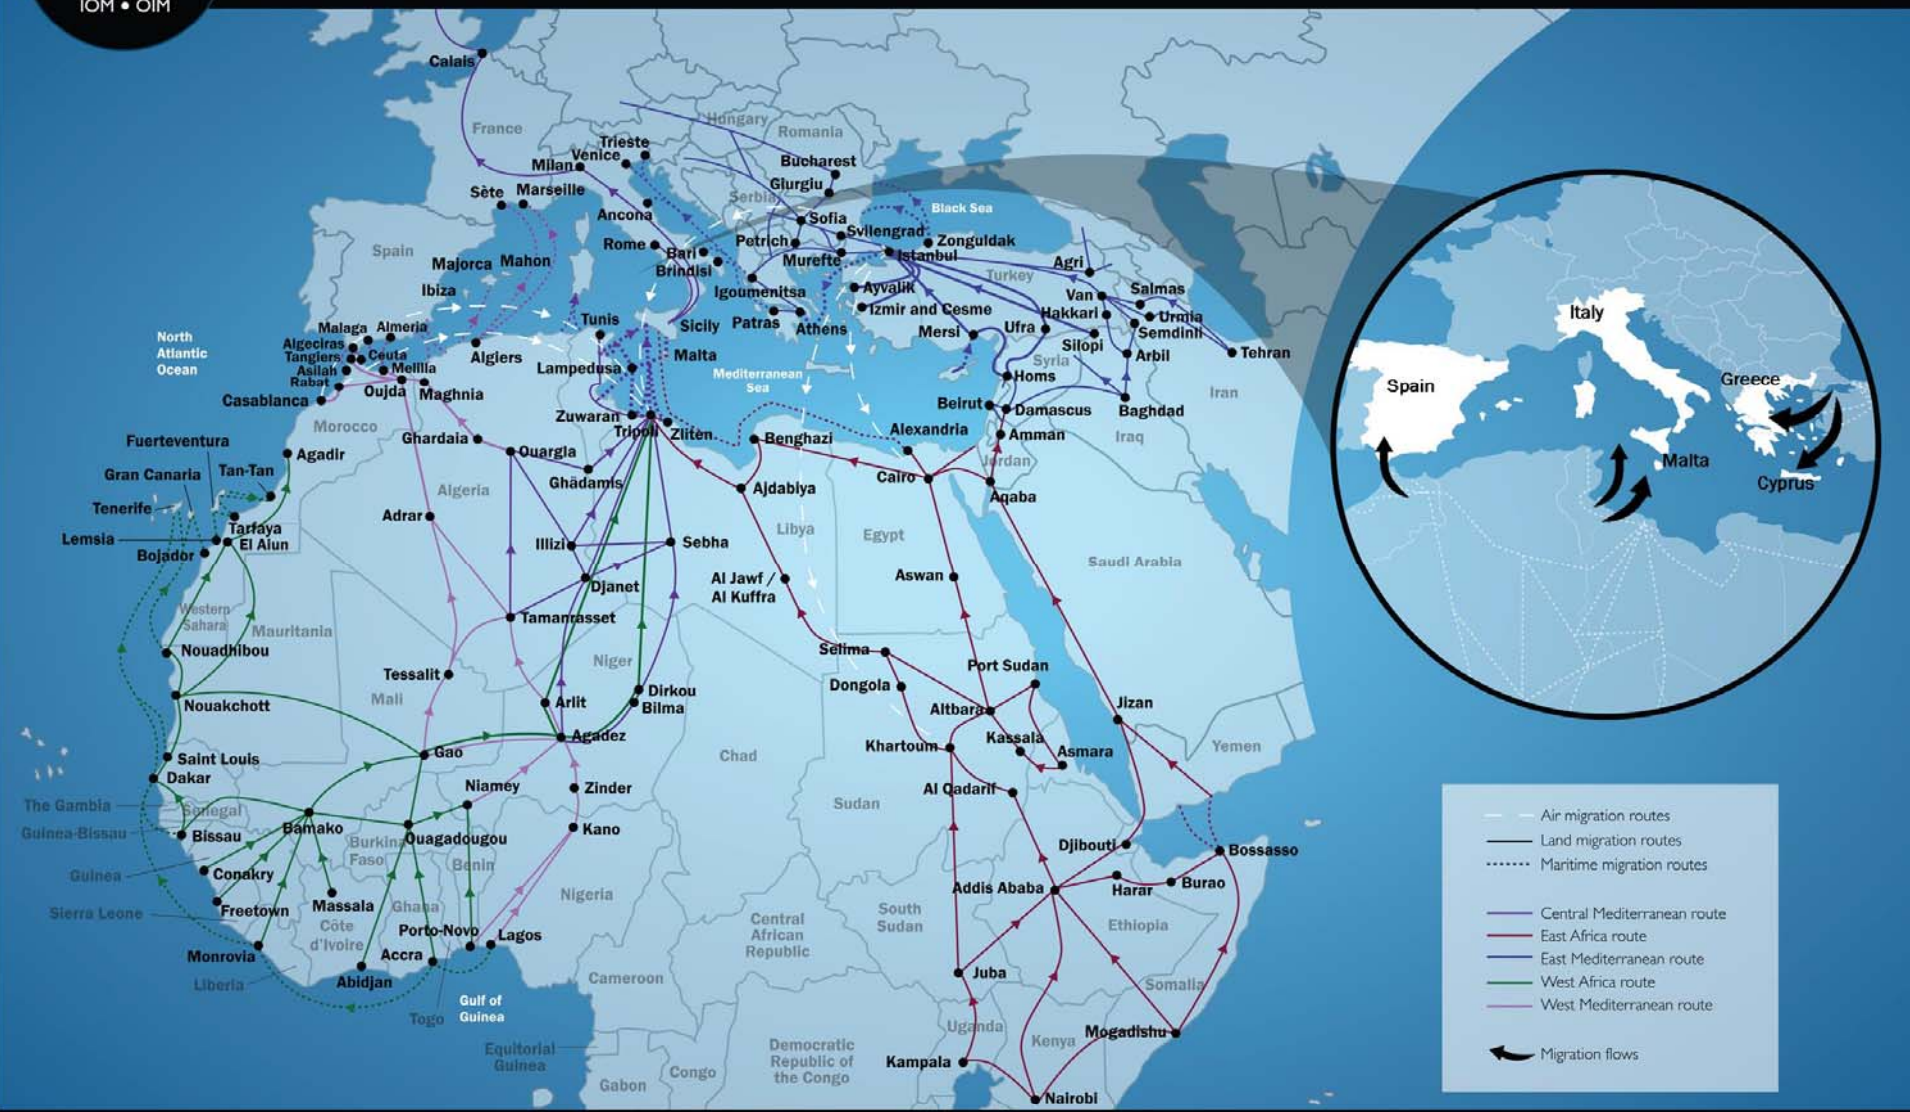 IOM • OIM
Calais
France
Hungary
Romania
Trieste
Venice
Milan
Bucharest
Giurgiu
Sète
Marseille
Serbia
Ancona
Sofia
Black Sea
Svilengrad
Spain
Rome
Bari
Petrich
Zonguldak
Murefte
Istanbul
Majorca
Mahon
Brindisi
Agri
Turkey
Ibiza
Igoumenitsa
Ayvalik
Van
Salmas
Izmir and Cesme
Hakkari
Urmia
Malaga
Almeria
Tunis
Sicily
Patras
Athens
Mersi
Ufra
Semdinli
North
Atlantic
Ocean
Algeciras
Tangiers
Ceuta
Algiers
Malta
Silopi
Arbil
Tehran
Asilah
Melilla
Lampedusa
Mediterranean
Sea
Syria
Rabat
Oujda
Maghnia
Homs
Iran
Casablanca
Zuwaran
Beirut
Damascus
Baghdad
Morocco
Tripoli
Zliten
Benghazi
Alexandria
Amman
Iraq
Fuerteventura
Ghardaia
Ouargla
Jordan
Agadir
Gran Canaria
Tan-Tan
Ghädamis
Cairo
Aqaba
Algeria
Ajdabiya
Tenerife
Adrar
Libya
Egypt
Tarfaya
Lemsia
El Aiun
Illizi
Sebha
Bojador
Saudi Arabia
Al Jawf /
Al Kuffra
Aswan
Djanet
Western
Sahara
Mauritania
Tamanrasset
Nouadhibou
Selima
Niger
Port Sudan
Tessalit
Dongola
Dirkou
Mali
Arlit
Bilma
Jizan
Nouakchott
Altbara
Agadez
Khartoum
Kassala
Asmara
Yemen
Gao
Chad
Saint Louis
Dakar
Niamey
Zinder
Al Qadarif
The Gambia
Senegal
Sudan
Guinea-Bissau
Bissau
Bamako
Ouagadougou
Kano
Burkina
Faso
Djibouti
Bossasso
Benin
Guinea
Conakry
Addis Ababa
Harar
Burao
Nigeria
Freetown
Massala
Ghana
Sierra Leone
South
Sudan
Ethiopia
Côte
d'Ivoire
Porto-Novo
Lagos
Central
African
Republic
Monrovia
Accra
Juba
Liberia
Abidjan
Cameroon
Somalia
Togo
Gulf of
Guinea
Uganda
Mogadishu
Kenya
Equitorial
Guinea
Democratic
Republic of
the Congo
Kampala
Gabon
Congo
Nairobi
Italy
Spain
Greece
Malta
Cyprus
Air migration routes
Land migration routes
Maritime migration routes
Central Mediterranean route
East Africa route
East Mediterranean route
West Africa route
West Mediterranean route
Migration flows